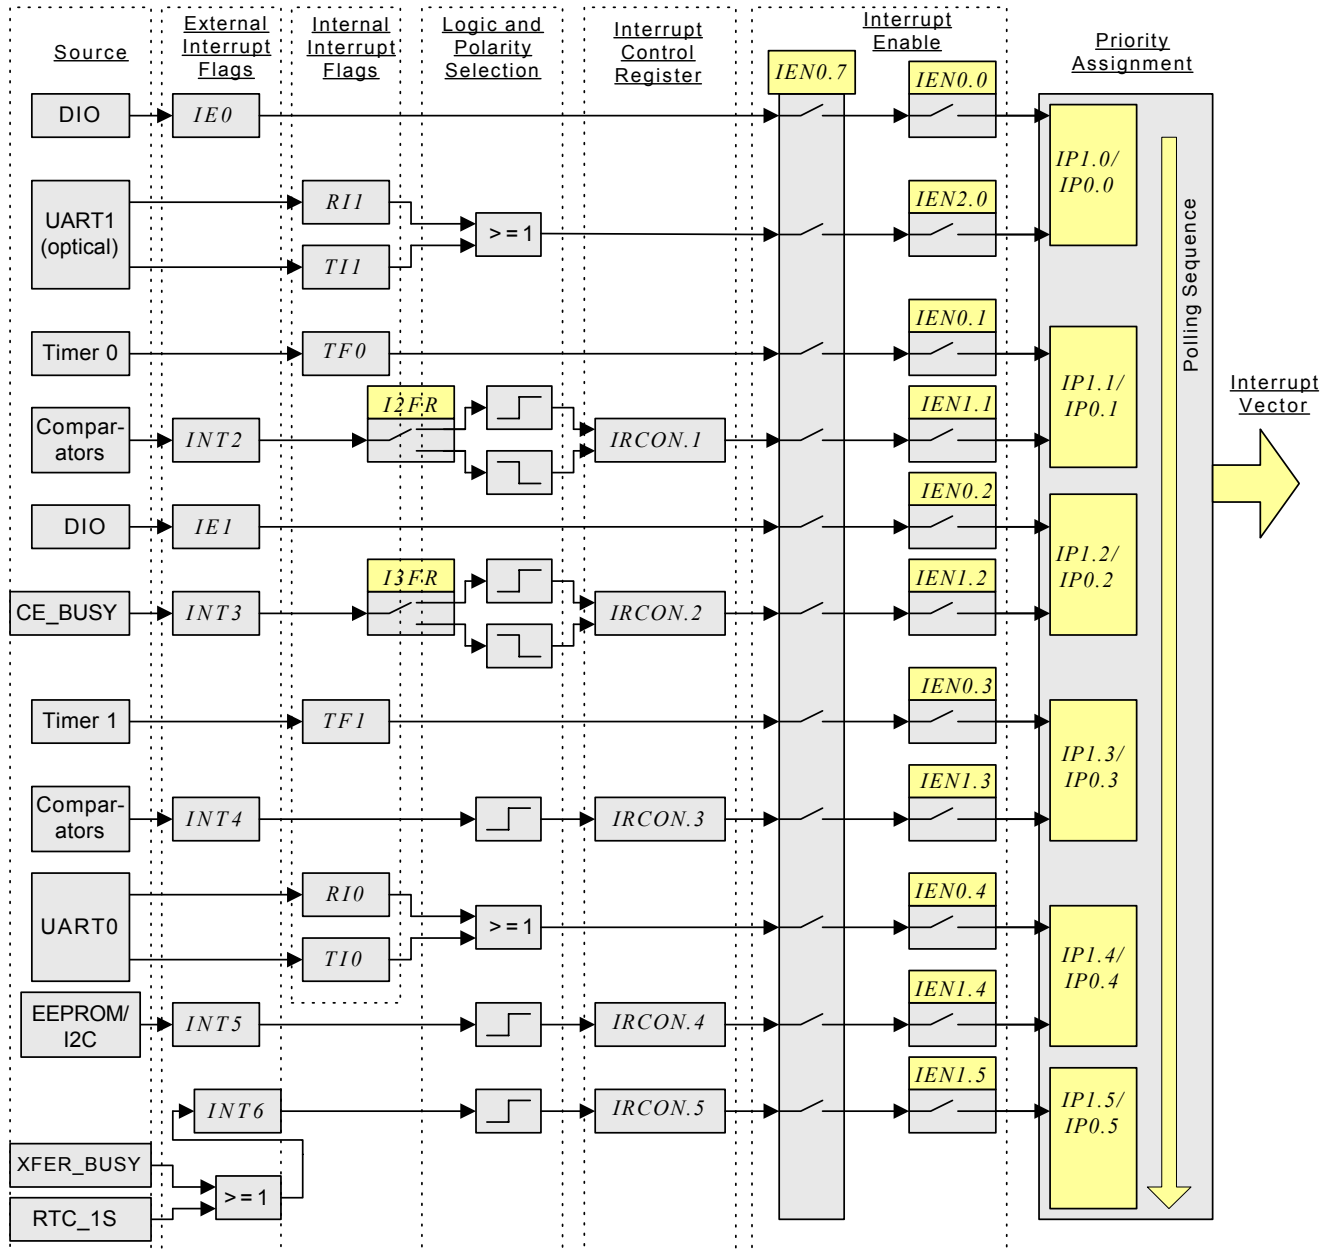 Source
External
Interrupt
Flags
Internal
Interrupt
Flags
Logic and
Polarity
Selection
Interrupt
Control
Register
Interrupt
Enable
Priority
Assignment
IEN0.7
DIO
IE0
IEN0.0
IP1.0/
IP0.0
UART1
(optical)
RI1
TI1
>=1
IEN2.0
Polling Sequence
Timer 0
TF0
IEN0.1
IP1.1/
IP0.1
Compar-
ators
INT2
I2FR
IRCON.1
IEN1.1
Interrupt
Vector
DIO
IE1
IEN0.2
IP1.2/
IP0.2
CE_BUSY
INT3
I3FR
IRCON.2
IEN1.2
Timer 1
TF1
IEN0.3
IP1.3/
IP0.3
Compar-
ators
INT4
IRCON.3
IEN1.3
UART0
RI0
TI0
>=1
IEN0.4
IP1.4/
IP0.4
EEPROM/
I2C
INT5
IRCON.4
IEN1.4
INT6
IRCON.5
IEN1.5
IP1.5/
IP0.5
XFER_BUSY
RTC_1S
>=1